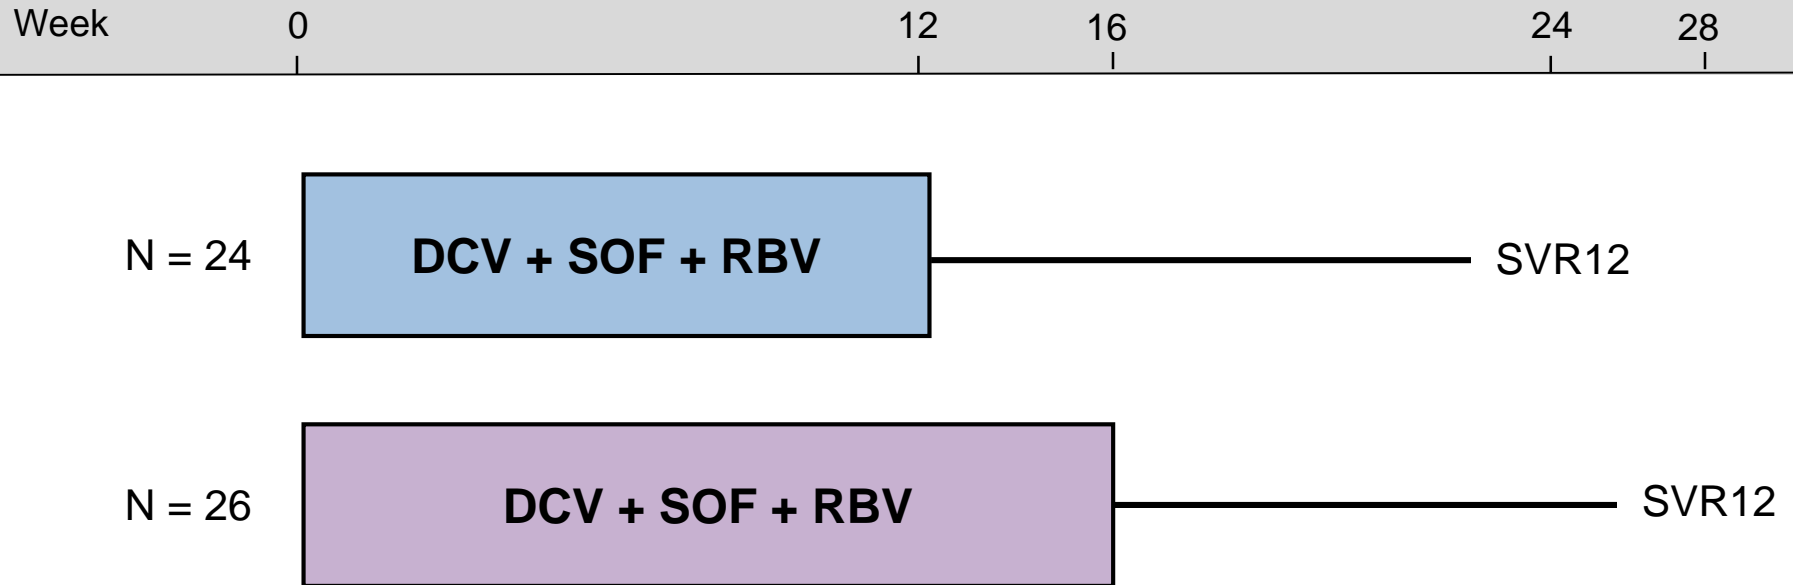 Week 0 12 16 24 28
N = 24 DCV + SOF + RBV SVR12
N = 26 DCV + SOF + RBV SVR12